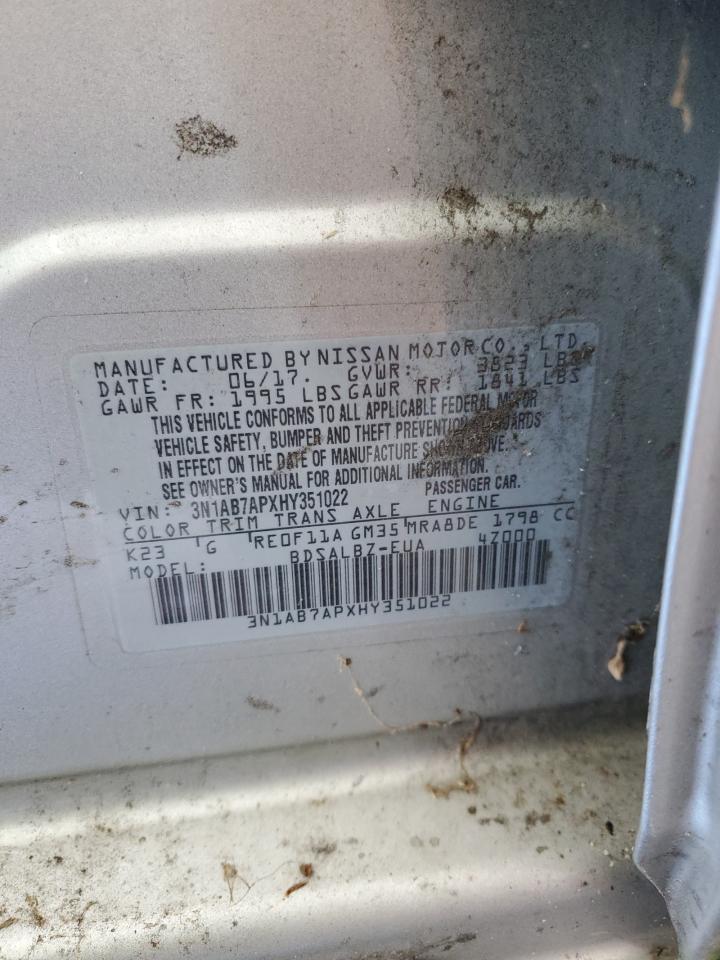 MANUFACTURED BY NISSAN MOTOR CO., LTD.
DATE: 06/17. GVWR: 3823 LBS
GAWR FR: 1995 LBS GAWR RR: 1841 LBS
THIS VEHICLE CONFORMS TO ALL APPLICABLE FEDERAL MOTOR
VEHICLE SAFETY, BUMPER AND THEFT PREVENTION STANDARDS
IN EFFECT ON THE DATE OF MANUFACTURE SHOWN ABOVE.
SEE OWNER'S MANUAL FOR ADDITIONAL INFORMATION.
VIN: 3N1AB7APXHY351022 PASSENGER CAR.
COLOR TRIM TRANS AXLE ENGINE
K23 G RE0F11A GM35 MRA8DE 1798 CC
MODEL: BDSALBZ-EUA 4Z000
3N1AB7APXHY351022